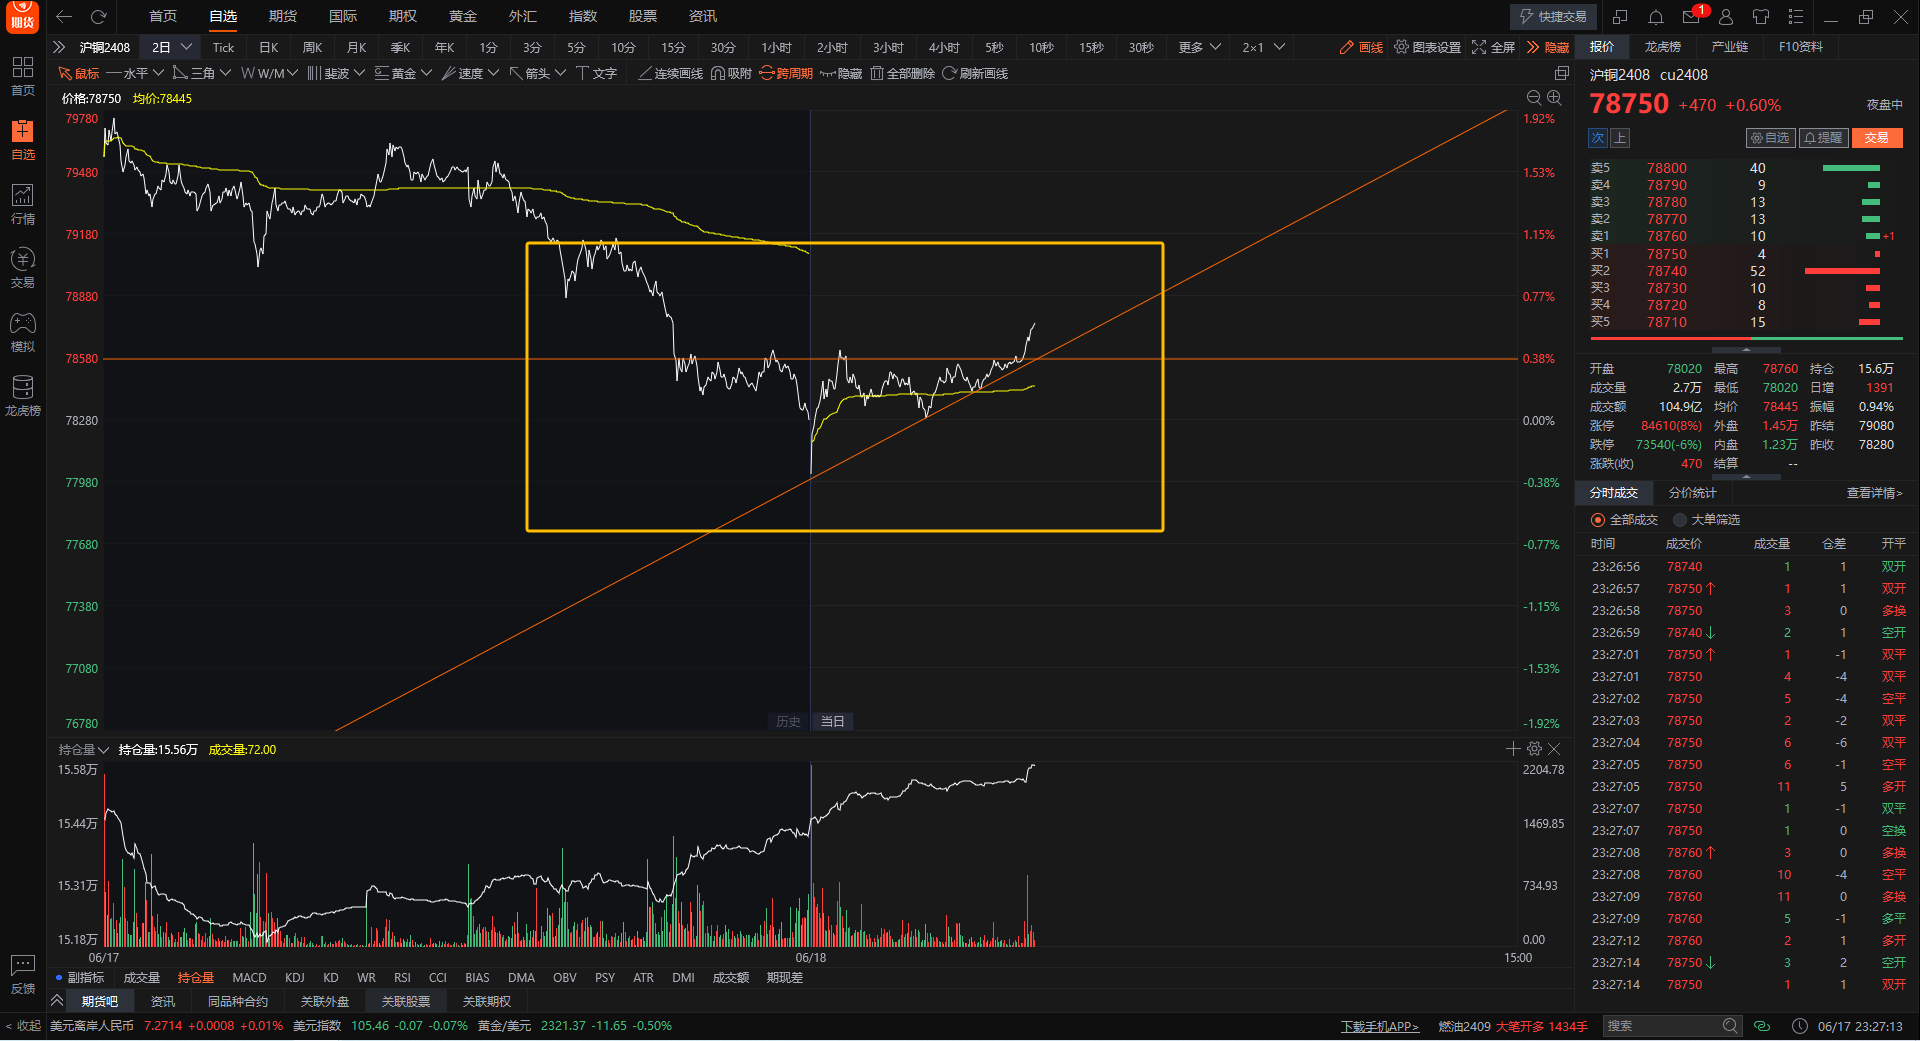 期货 首页 自选 期货 国际 期权 黄金 外汇 指数 股票 资讯 快捷交易 1
沪铜2408 2日 Tick 日K 周K 月K 季K 年K 1分 3分 5分 10分 15分 30分 1小时 2小时 3小时 4小时 5秒 10秒 15秒 30秒 更多 2×1 画线 图表设置 全屏 隐藏
鼠标 水平 三角 W/M 斐波 黄金 速度 箭头 文字 连续画线 吸附 跨周期 隐藏 全部删除 刷新画线
首页
自选
行情
交易
模拟
龙虎榜
反馈
< 收起
价格:78750 均价:78445
79780 1.92%
79480 1.53%
79180 1.15%
78880 0.77%
78580 0.38%
78280 0.00%
77980 -0.38%
77680 -0.77%
77380 -1.15%
77080 -1.53%
76780 -1.92%
历史 当日
持仓量 持仓量:15.56万 成交量:72.00
15.58万 2204.78
15.44万 1469.85
15.31万 734.93
15.18万 0.00
06/17 06/18 15:00
副指标 成交量 持仓量 MACD KDJ KD WR RSI CCI BIAS DMA OBV PSY ATR DMI 成交额 期现差
期货吧 资讯 同品种合约 关联外盘 关联股票 关联期权
报价 龙虎榜 产业链 F10资料
沪铜2408 cu2408
78750 +470 +0.60% 夜盘中
次 上 自选 提醒 交易
卖5 78800 40
卖4 78790 9
卖3 78780 13
卖2 78770 13
卖1 78760 10 +1
买1 78750 4
买2 78740 52
买3 78730 10
买4 78720 8
买5 78710 15
开盘 78020 最高 78760 持仓 15.6万
成交量 2.7万 最低 78020 日增 1391
成交额 104.9亿 均价 78445 振幅 0.94%
涨停 84610(8%) 外盘 1.45万 昨结 79080
跌停 73540(-6%) 内盘 1.23万 昨收 78280
涨跌(收) 470 结算 --
分时成交 分价统计 查看详情>
全部成交 大单筛选
时间 成交价 成交量 仓差 开平
23:26:56 78740 1 1 双开
23:26:57 78750↑ 1 1 双开
23:26:58 78750 3 0 多换
23:26:59 78740↓ 2 1 空开
23:27:01 78750↑ 1 -1 双平
23:27:01 78750 4 -4 双平
23:27:02 78750 5 -4 空平
23:27:03 78750 2 -2 双平
23:27:04 78750 6 -6 双平
23:27:05 78750 6 -1 空平
23:27:05 78750 11 5 多开
23:27:07 78750 1 -1 双平
23:27:07 78750 1 0 空换
23:27:08 78760↑ 3 0 多换
23:27:08 78760 10 -4 空平
23:27:09 78760 11 0 多换
23:27:09 78760 5 -1 多平
23:27:12 78760 2 1 多开
23:27:14 78750↓ 3 2 空开
23:27:14 78750 1 1 双开
美元离岸人民币 7.2714 +0.0008 +0.01% 美元指数 105.46 -0.07 -0.07% 黄金/美元 2321.37 -11.65 -0.50% 下载手机APP> 燃油2409 大笔开多 1434手 搜索 06/17 23:27:13